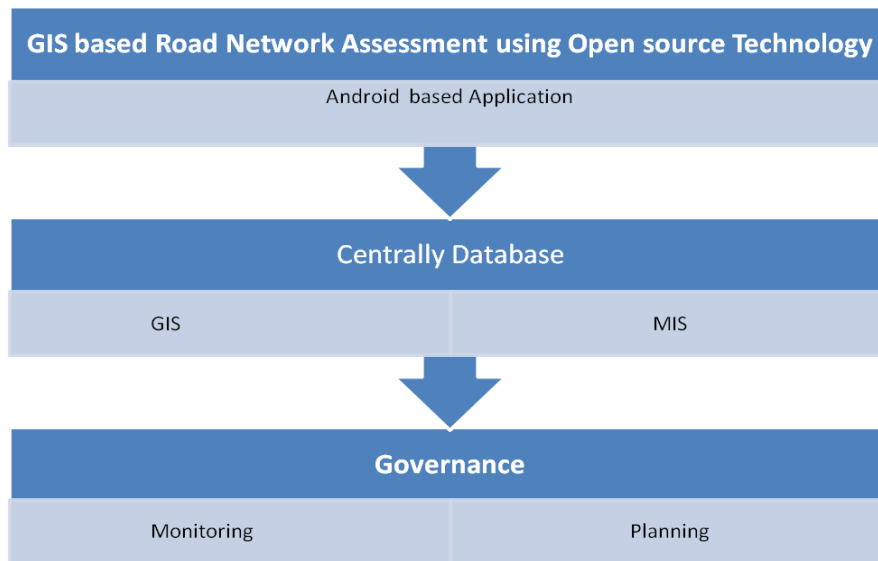 GIS based Road Network Assessment using Open source Technology
Android based Application
Centrally Database
GIS
MIS
Governance
Monitoring
Planning